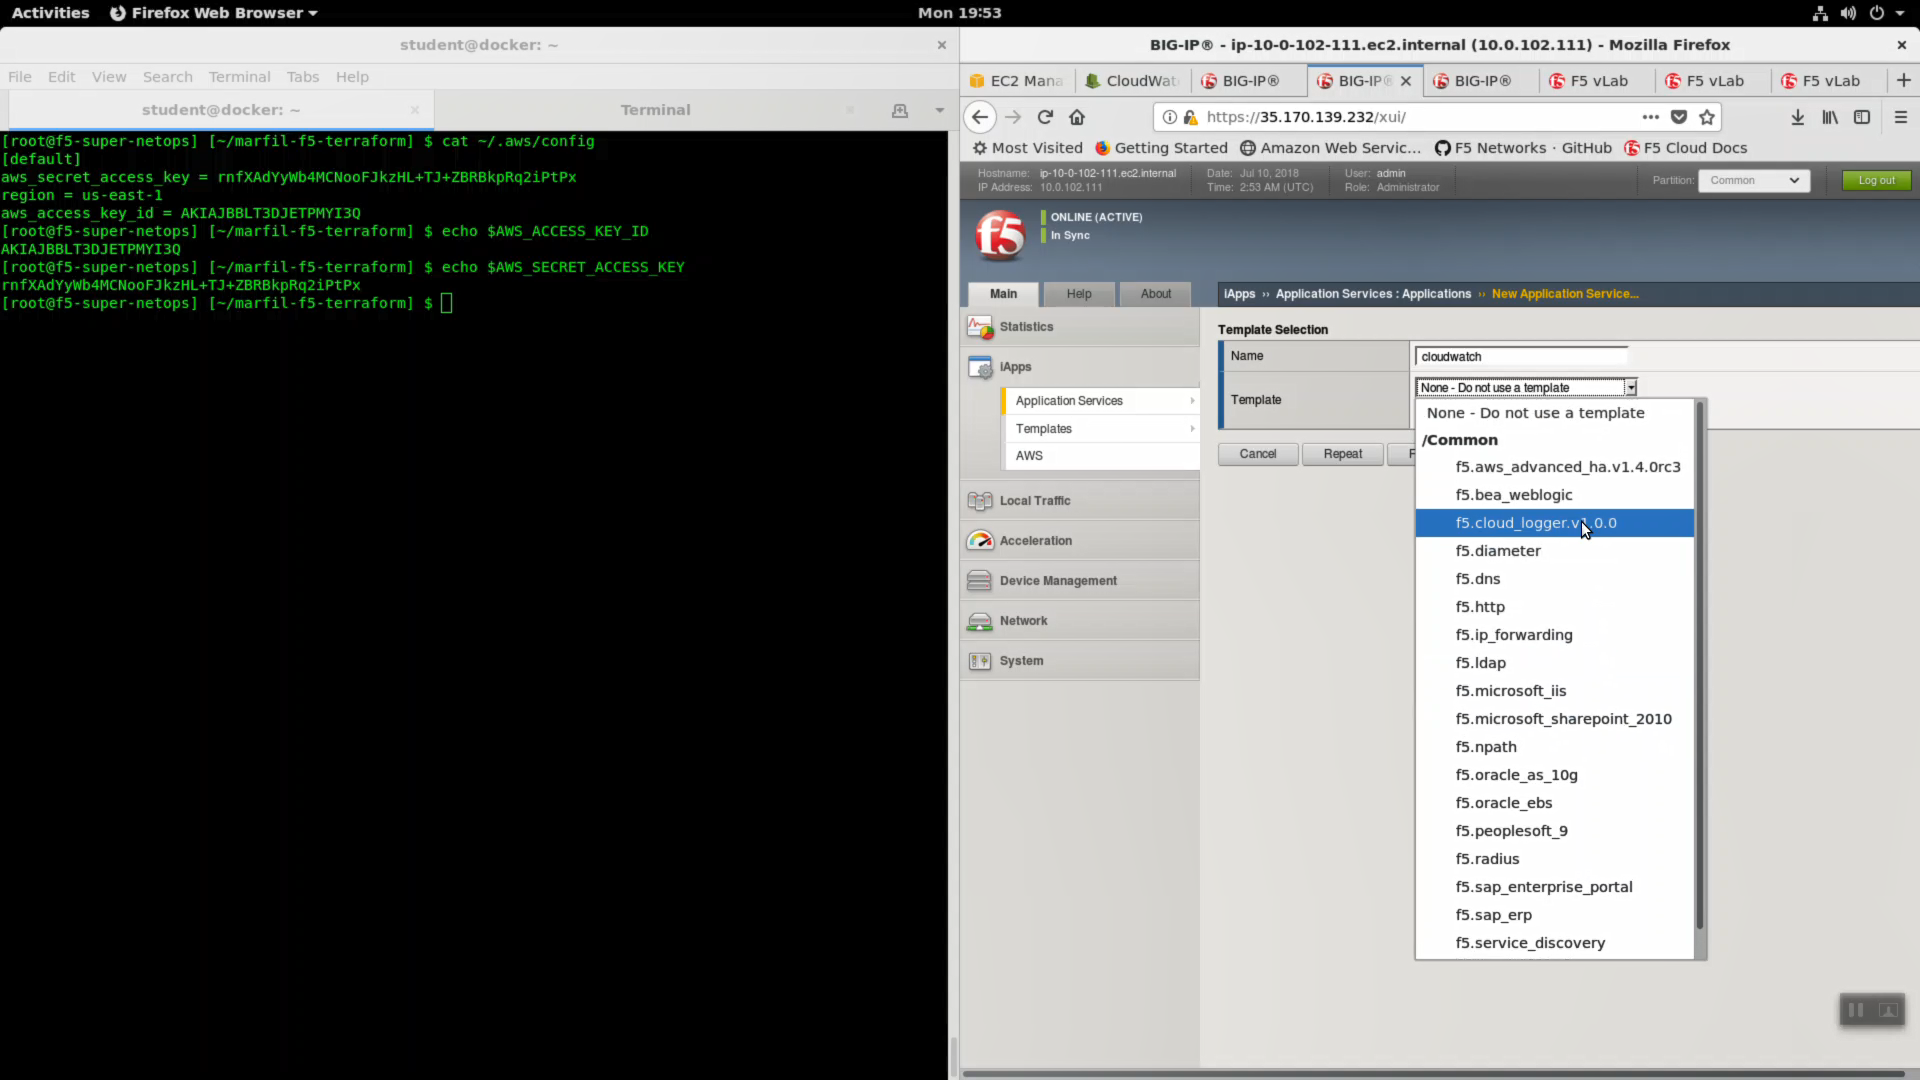 Activities Firefox Web Browser Mon 19:53
student@docker: ~
File Edit View Search Terminal Tabs Help
student@docker: ~ Terminal
[root@f5-super-netops] [~/marfil-f5-terraform] $ cat ~/.aws/config
[default]
aws_secret_access_key = rnfXAdYyWb4MCNooFJkzHL+TJ+ZBRBkpRq2iPtPx
region = us-east-1
aws_access_key_id = AKIAJBBLT3DJETPMYI3Q
[root@f5-super-netops] [~/marfil-f5-terraform] $ echo $AWS_ACCESS_KEY_ID
AKIAJBBLT3DJETPMYI3Q
[root@f5-super-netops] [~/marfil-f5-terraform] $ echo $AWS_SECRET_ACCESS_KEY
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
[root@f5-super-netops] [~/marfil-f5-terraform] $
BIG-IP® - ip-10-0-102-111.ec2.internal (10.0.102.111) - Mozilla Firefox
EC2 Mana CloudWat BIG-IP® BIG-IP® BIG-IP® F5 vLab F5 vLab F5 vLab
https://35.170.139.232/xui/
Most Visited Getting Started Amazon Web Servic... F5 Networks · GitHub F5 Cloud Docs
Hostname: ip-10-0-102-111.ec2.internal Date: Jul 10, 2018 User: admin
IP Address: 10.0.102.111 Time: 2:53 AM (UTC) Role: Administrator
Partition: Common Log out
f5
ONLINE (ACTIVE)
In Sync
Main Help About
iApps ›› Application Services : Applications ›› New Application Service...
Statistics
iApps
Application Services
Templates
AWS
Local Traffic
Acceleration
Device Management
Network
System
Template Selection
Name cloudwatch
Template None - Do not use a template
Cancel Repeat F
None - Do not use a template
/Common
f5.aws_advanced_ha.v1.4.0rc3
f5.bea_weblogic
f5.cloud_logger.v1.0.0
f5.diameter
f5.dns
f5.http
f5.ip_forwarding
f5.ldap
f5.microsoft_iis
f5.microsoft_sharepoint_2010
f5.npath
f5.oracle_as_10g
f5.oracle_ebs
f5.peoplesoft_9
f5.radius
f5.sap_enterprise_portal
f5.sap_erp
f5.service_discovery